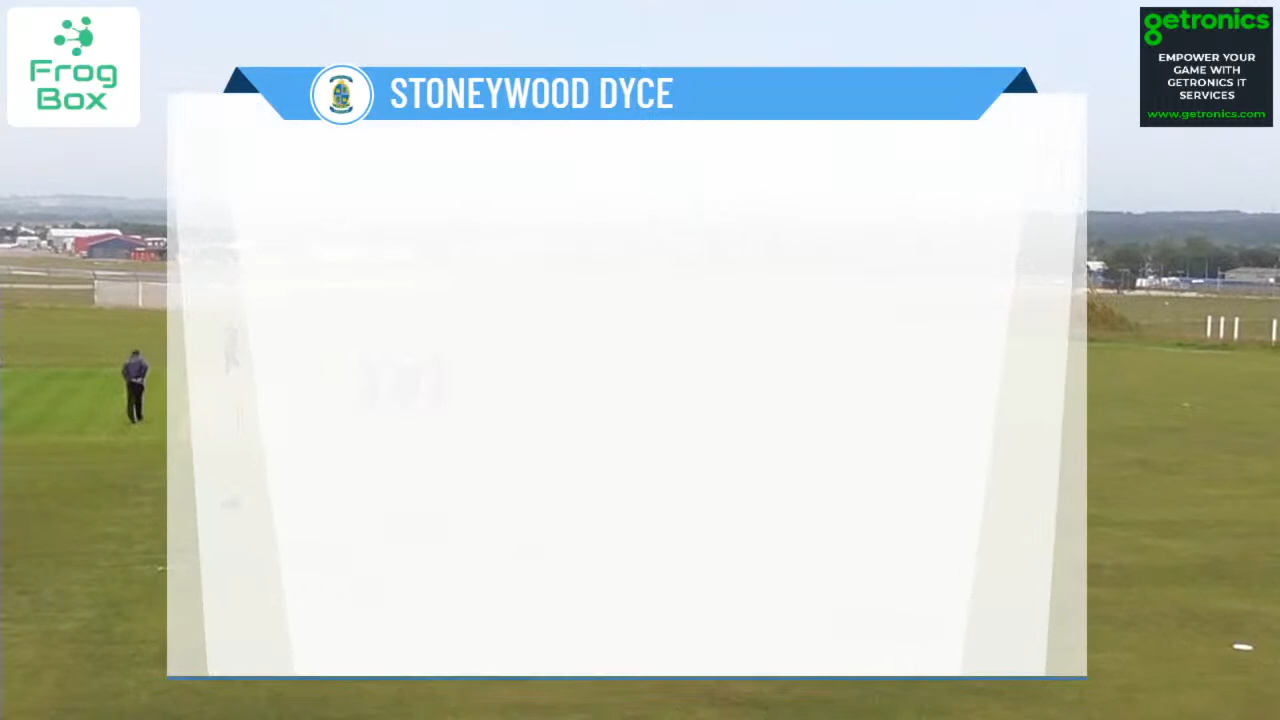 Frog
Box
STONEYWOOD DYCE
getronics
EMPOWER YOUR
GAME WITH
GETRONICS IT
SERVICES
www.getronics.com